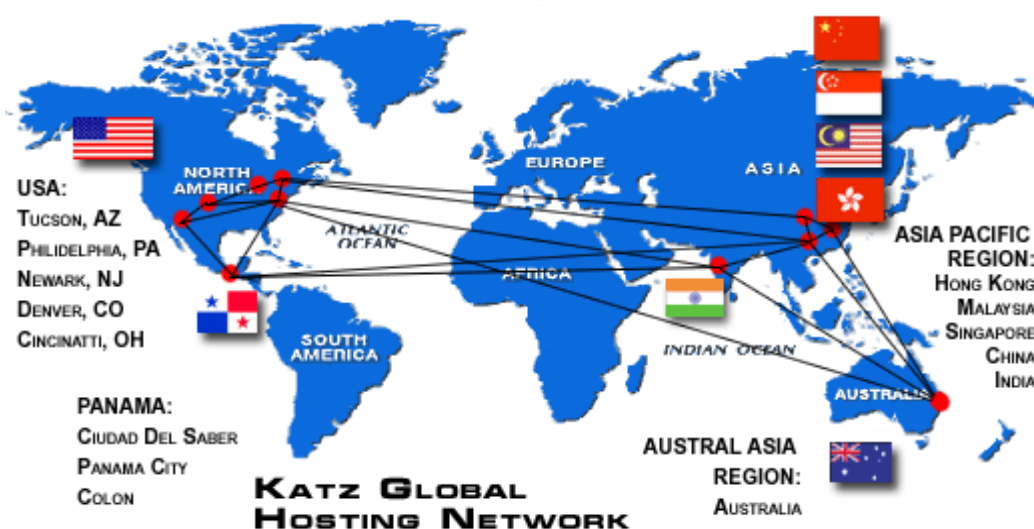 NORTH
AMERICA
EUROPE
ASIA
ATLANTIC
OCEAN
AFRICA
SOUTH
AMERICA
INDIAN OCEAN
AUSTRALIA
USA:
TUCSON, AZ
PHILIDELPHIA, PA
NEWARK, NJ
DENVER, CO
CINCINATTI, OH
PANAMA:
CIUDAD DEL SABER
PANAMA CITY
COLON
ASIA PACIFIC
REGION:
HONG KONG
MALAYSIA
SINGAPORE
CHINA
INDIA
AUSTRAL ASIA
REGION:
AUSTRALIA
KATZ GLOBAL
HOSTING NETWORK